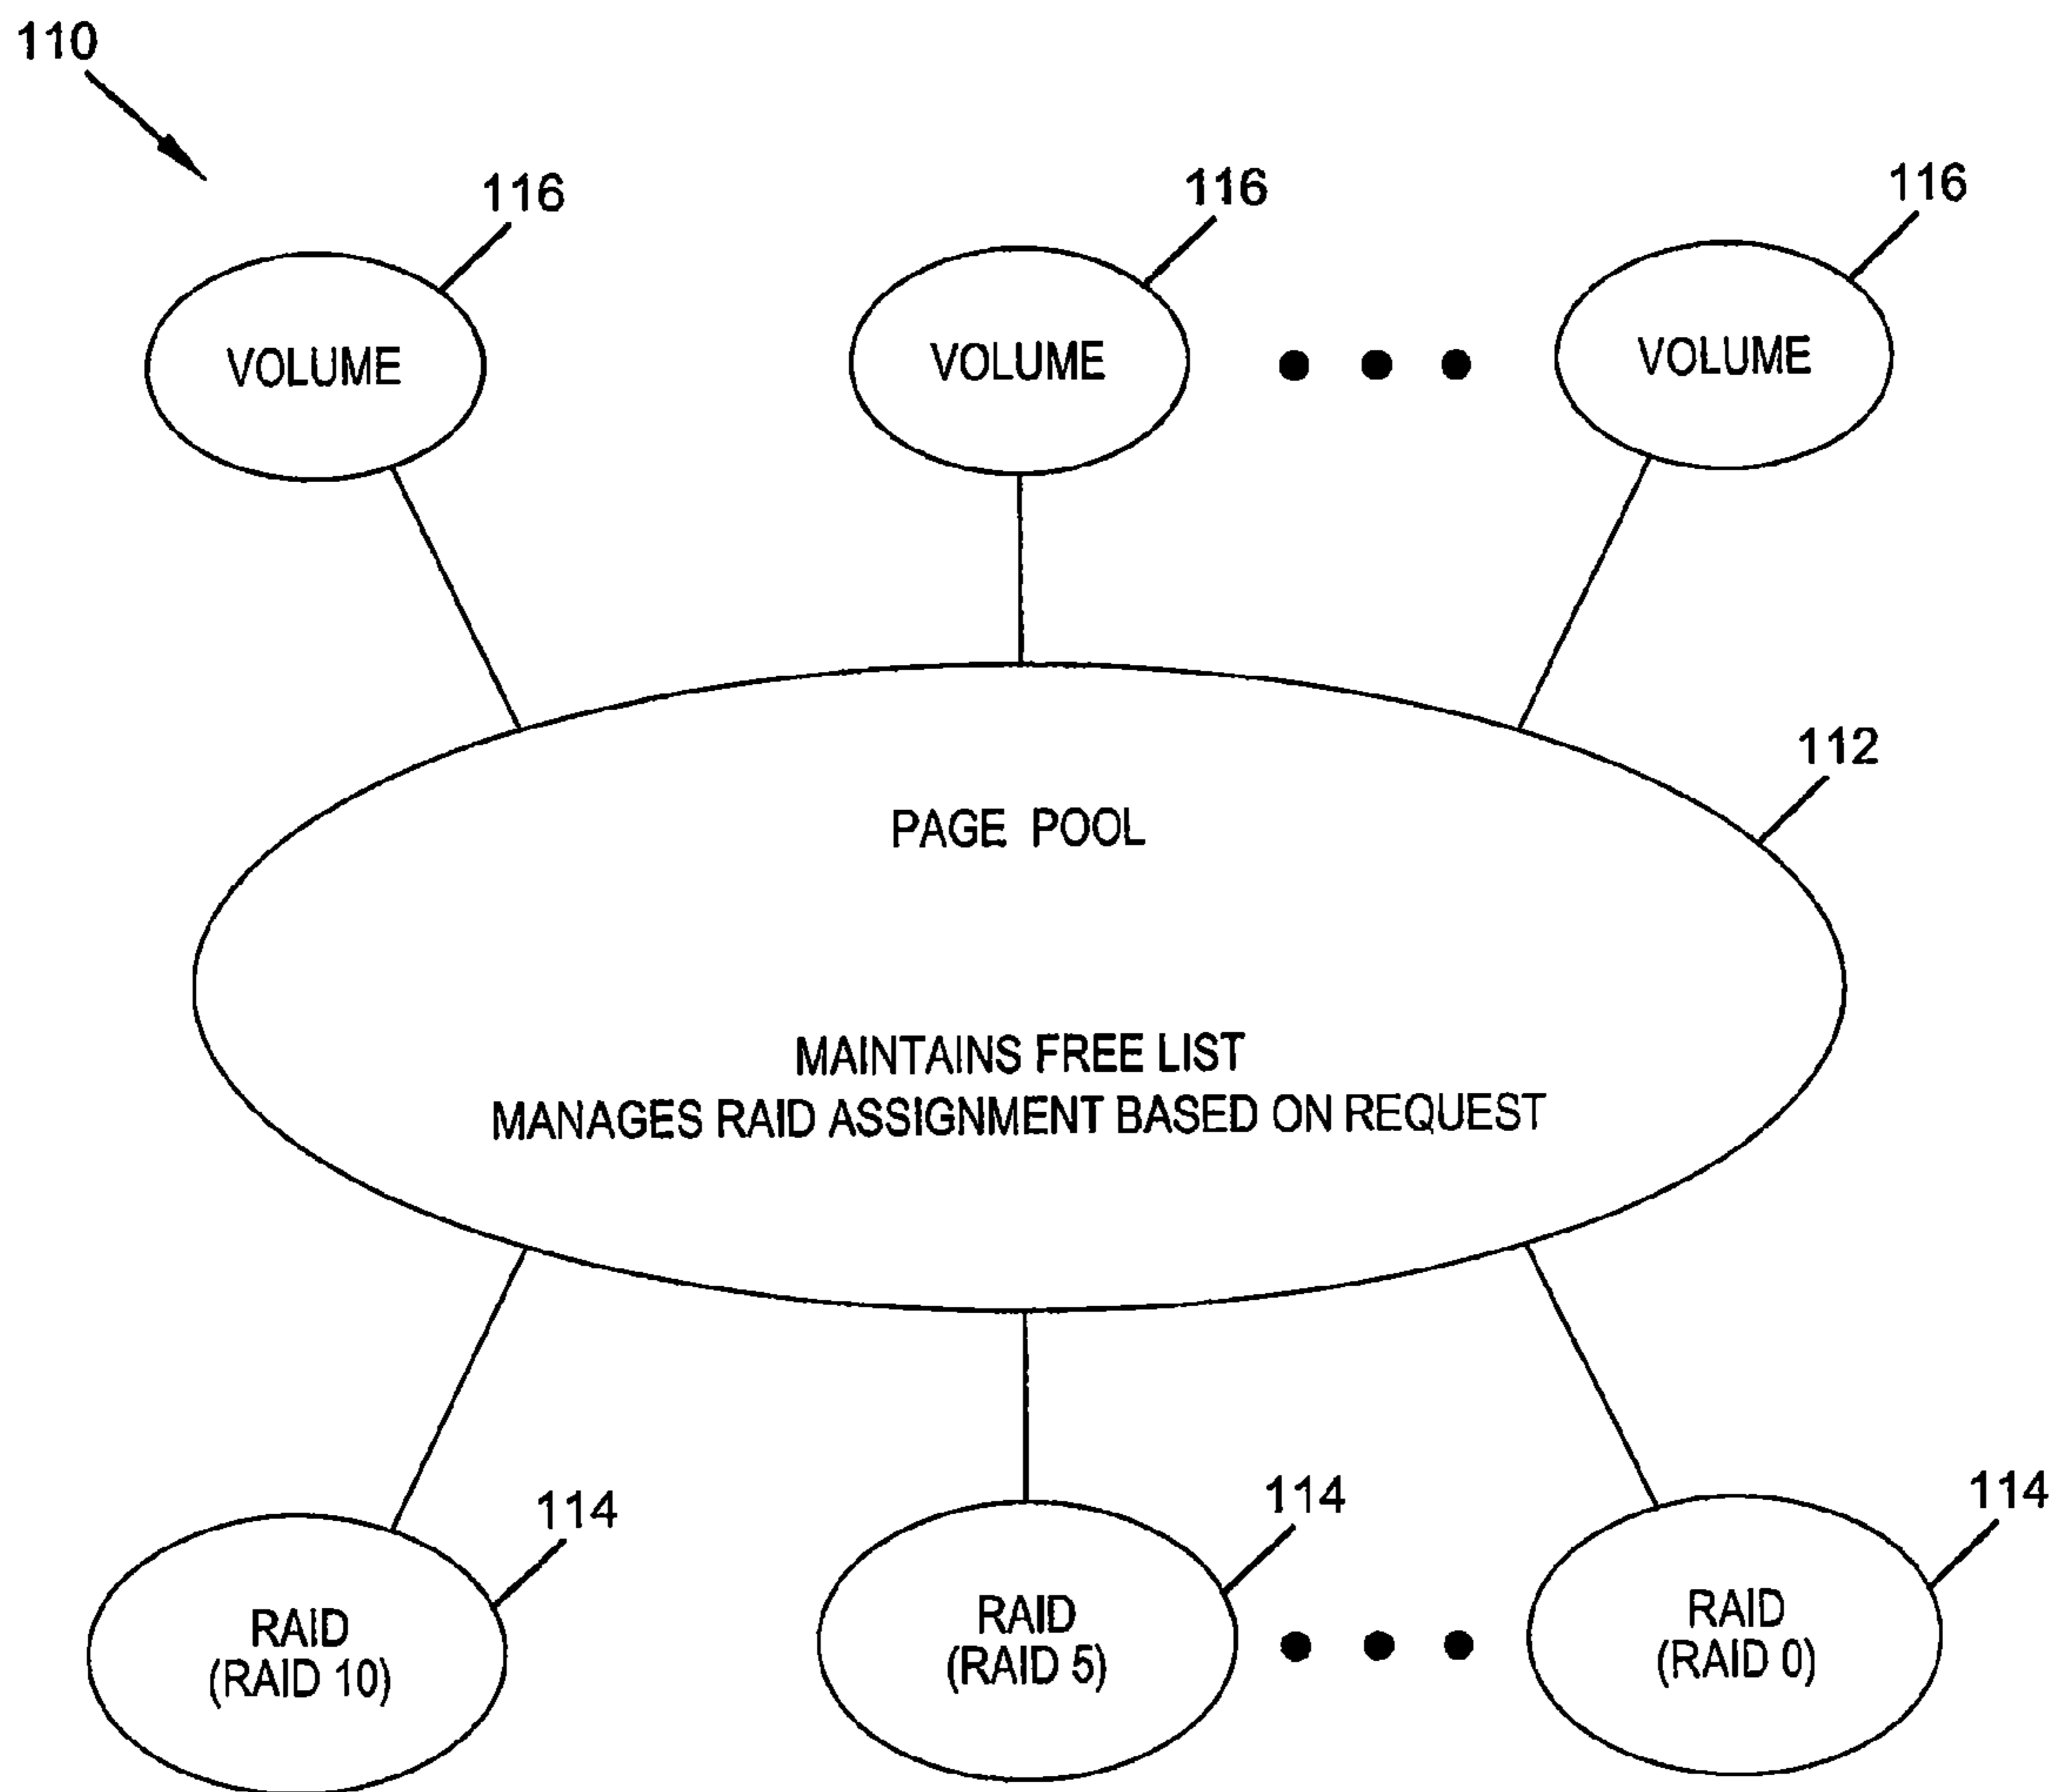 110
116
116
116
VOLUME
VOLUME
VOLUME
112
PAGE POOL
MAINTAINS FREE LIST
MANAGES RAID ASSIGNMENT BASED ON REQUEST
114
114
114
RAID
(RAID 10)
RAID
(RAID 5)
RAID
(RAID 0)